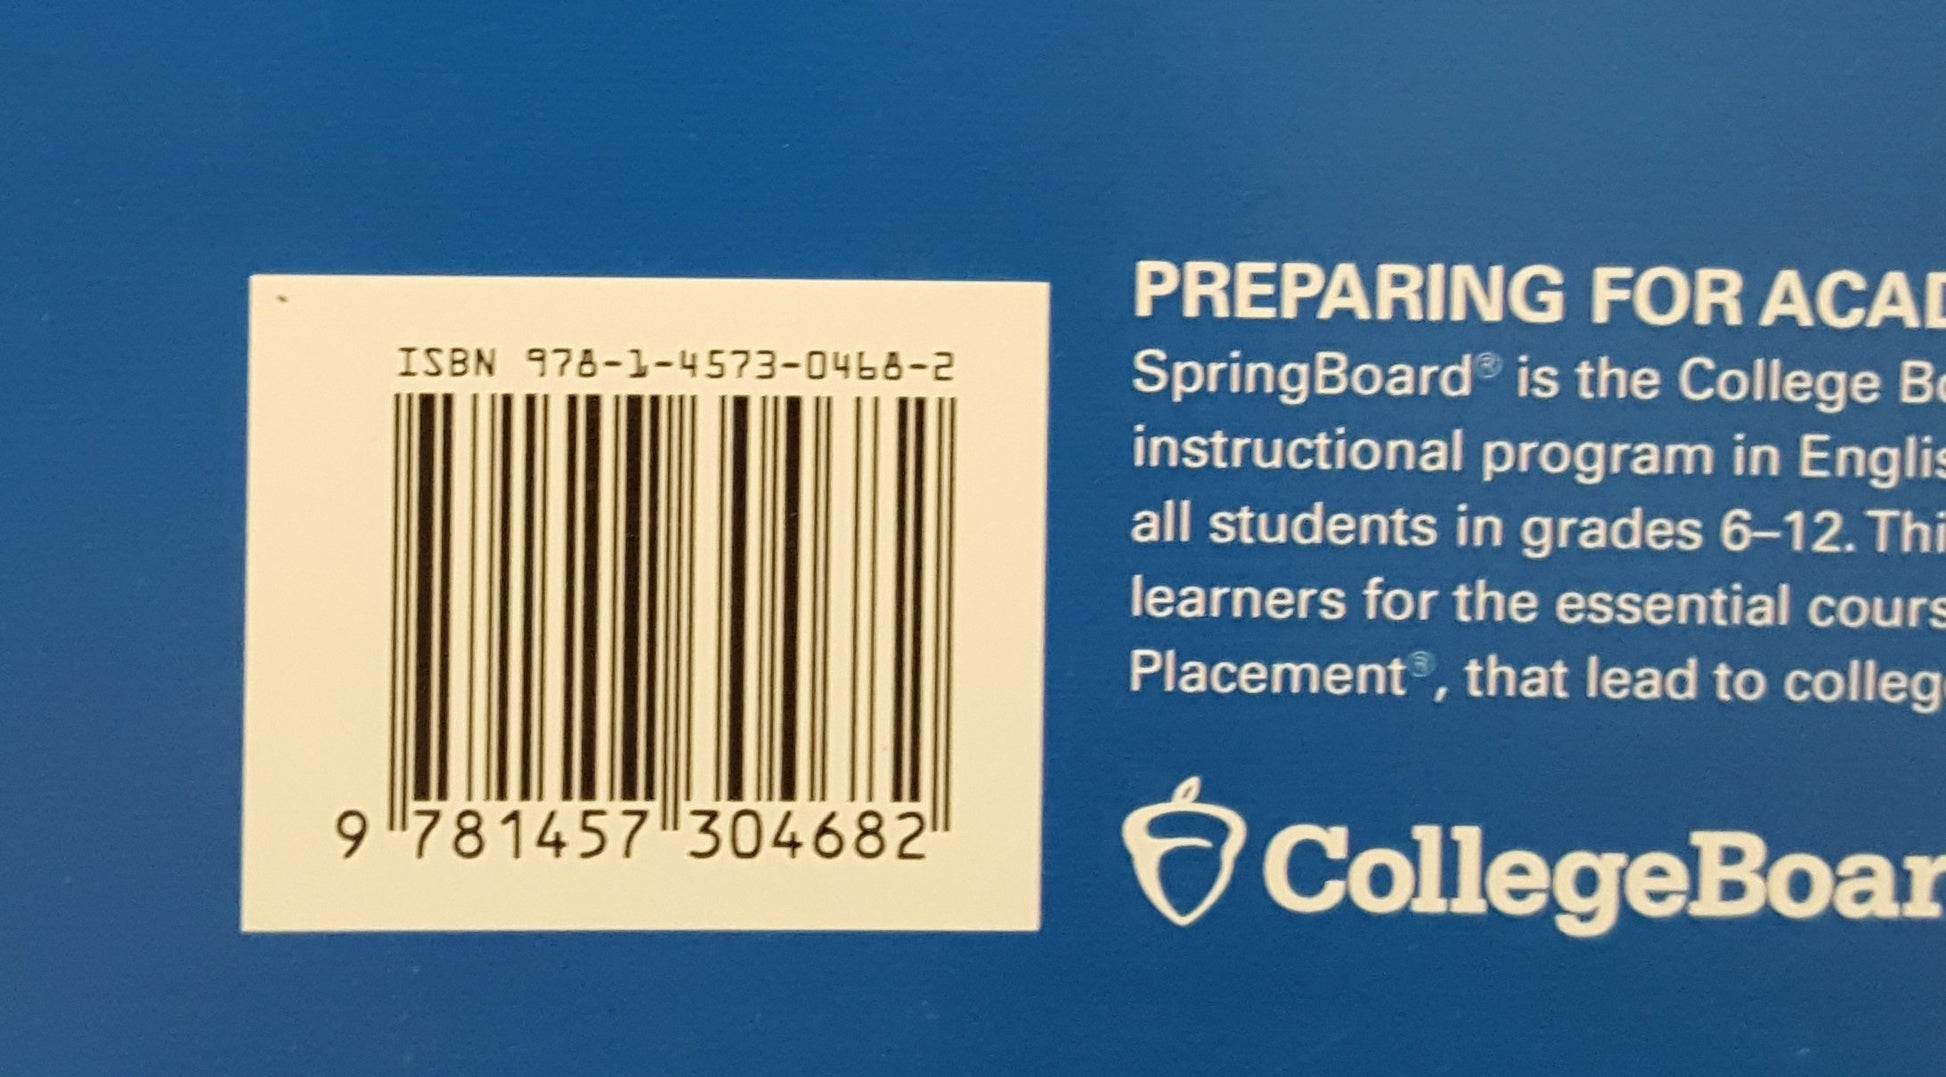 ISBN 978-1-4573-0468-2
9 781457 304682
PREPARING FOR ACAD
SpringBoard® is the College Bo
instructional program in Englis
all students in grades 6–12. Thi
learners for the essential cours
Placement®, that lead to colleg
CollegeBoar